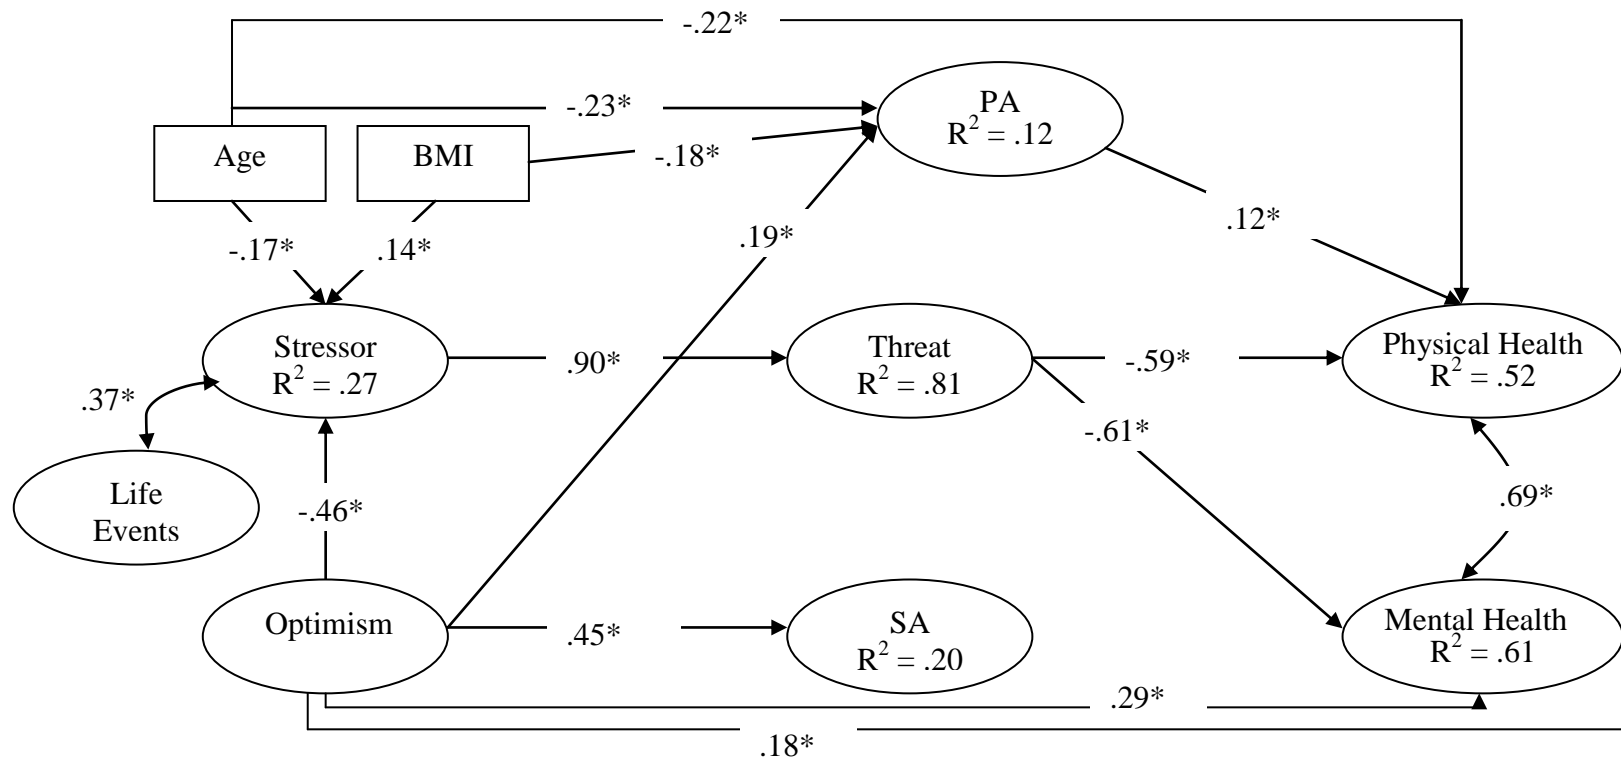 -.22*
-.23*
PA
R² = .12
Age
BMI
-.18*
.12*
-.17*
.14*
.19*
Stressor
R² = .27
.90*
Threat
R² = .81
-.59*
Physical Health
R² = .52
.37*
-.61*
Life
Events
-.46*
.69*
Optimism
.45*
SA
R² = .20
Mental Health
R² = .61
.29*
.18*